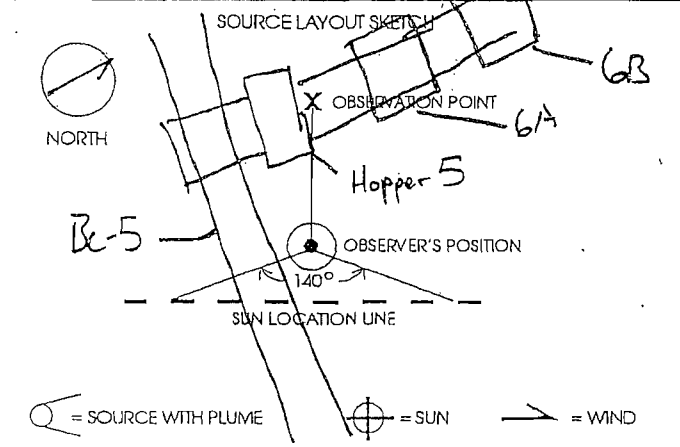 SOURCE LAYOUT SKETCH
6B
X OBSERVATION POINT
6A
NORTH
Hopper 5
Bc-5
OBSERVER'S POSITION
140°
SUN LOCATION LINE
= SOURCE WITH PLUME
= SUN
= WIND